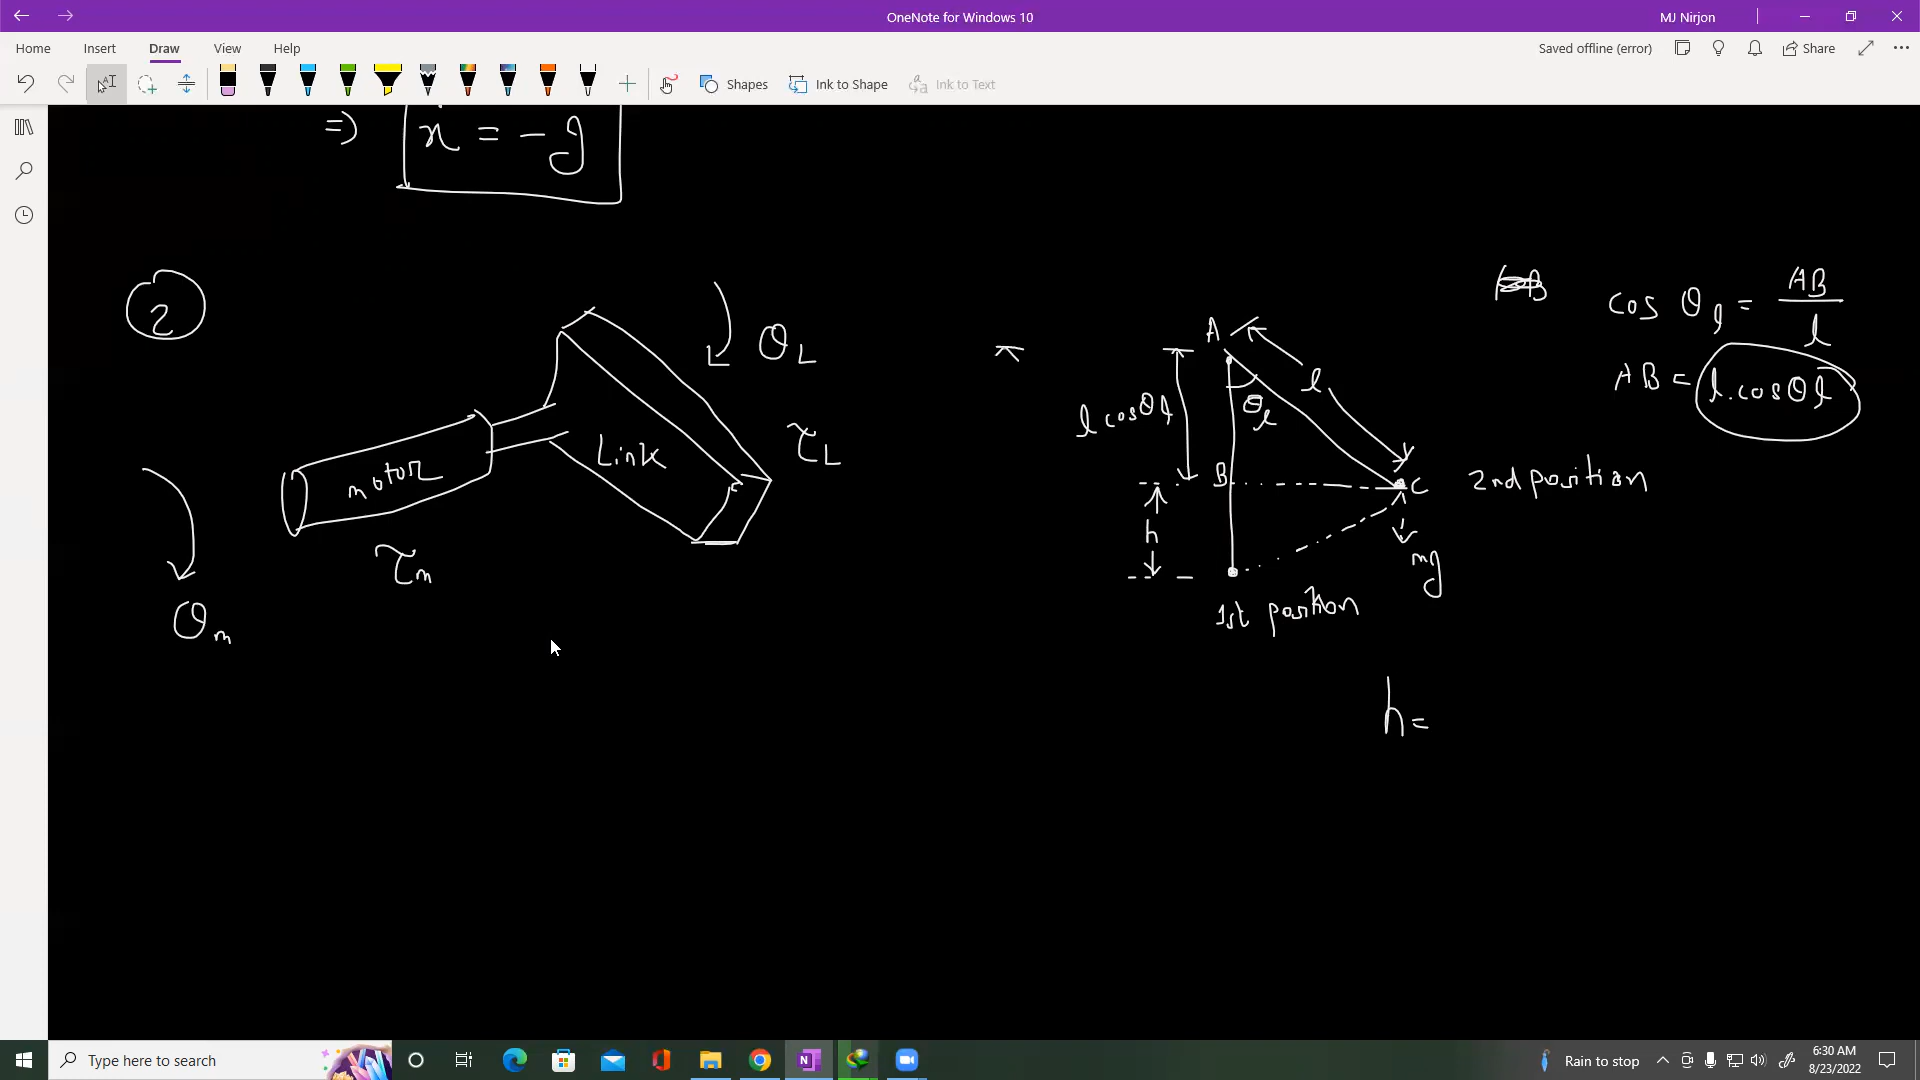 OneNote for Windows 10
MJ Nirjon
Home Insert Draw View Help
Saved offline (error)
Share
Shapes
Ink to Shape
Ink to Text
=> x = - g
2
θL
τL
motor
Link
τm
θm
A
l
θl
l cosθl
B
C
h
mg
1st position
2nd position
cos θl = AB / l
AB = l.cosθl
h=
Type here to search
Rain to stop
6:30 AM
8/23/2022